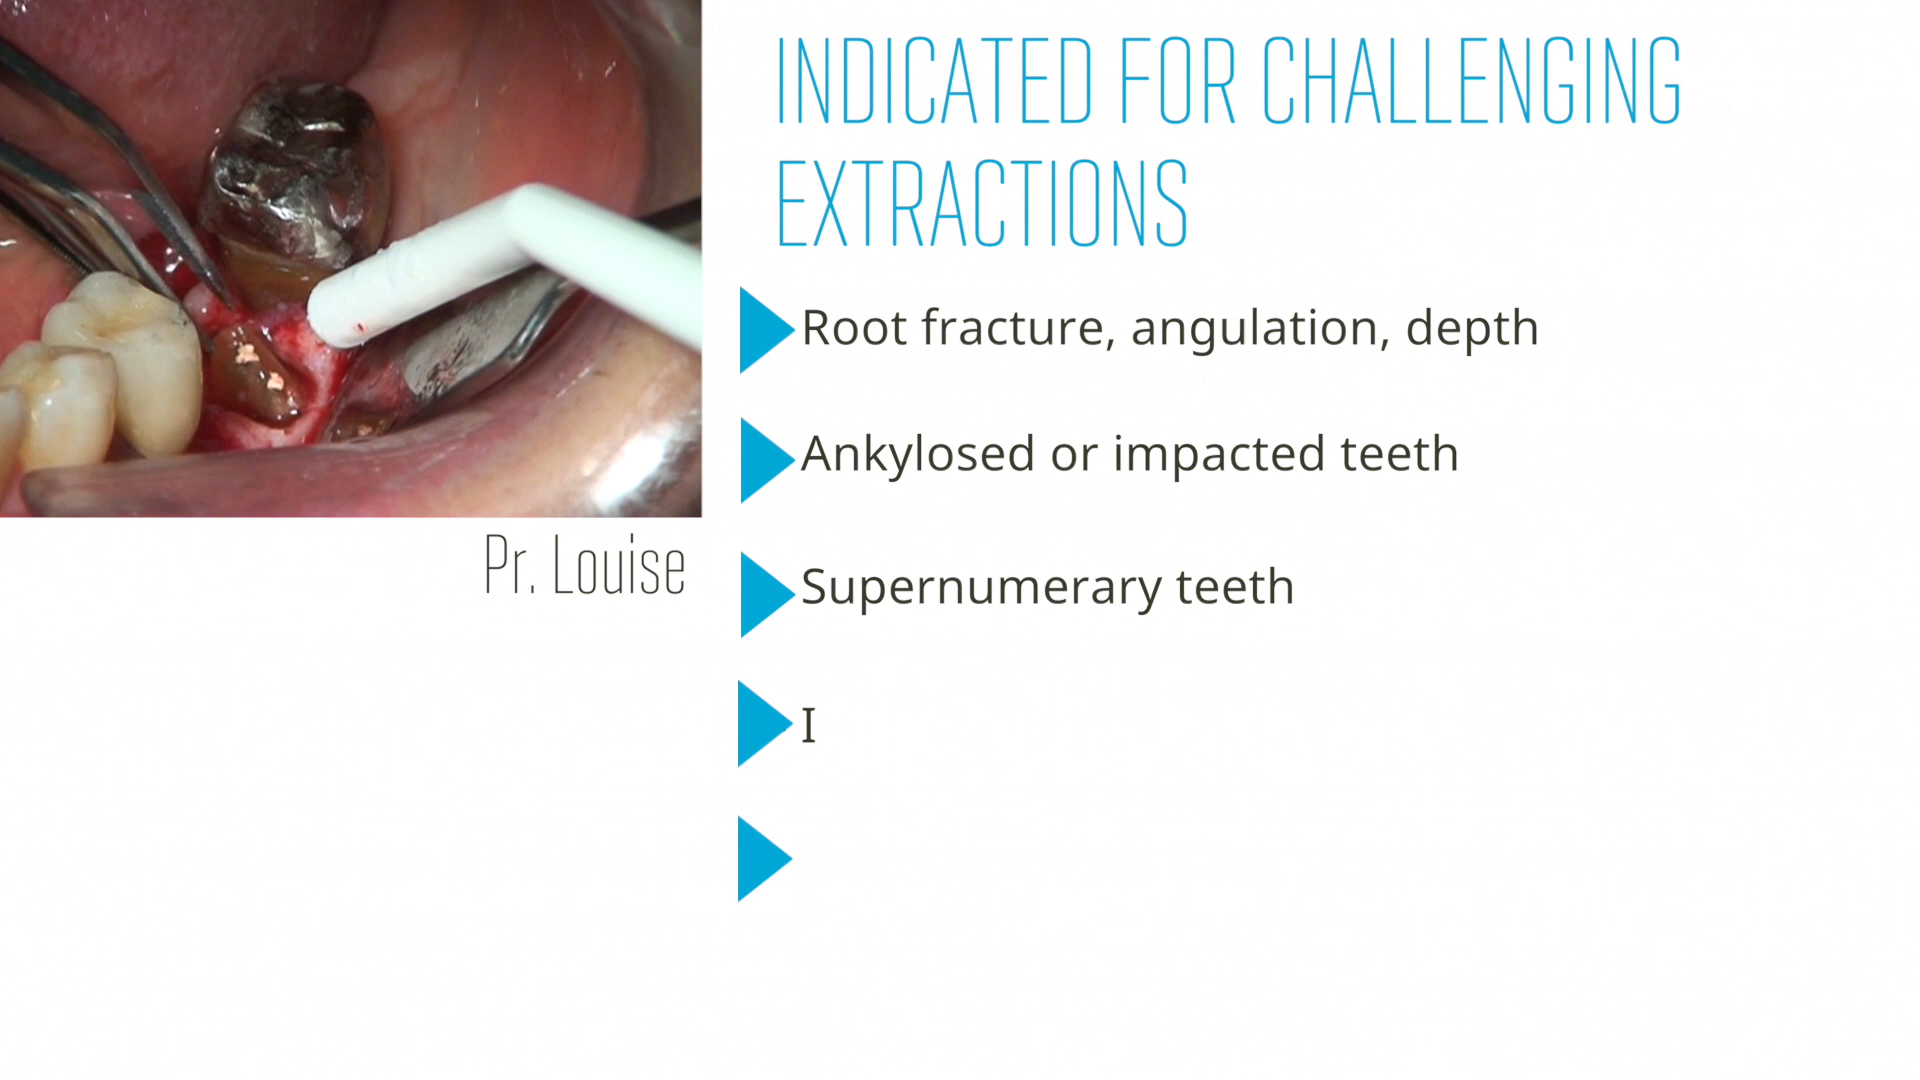 INDICATED FOR CHALLENGING
EXTRACTIONS
Root fracture, angulation, depth
Ankylosed or impacted teeth
Supernumerary teeth
I
Pr. Louise